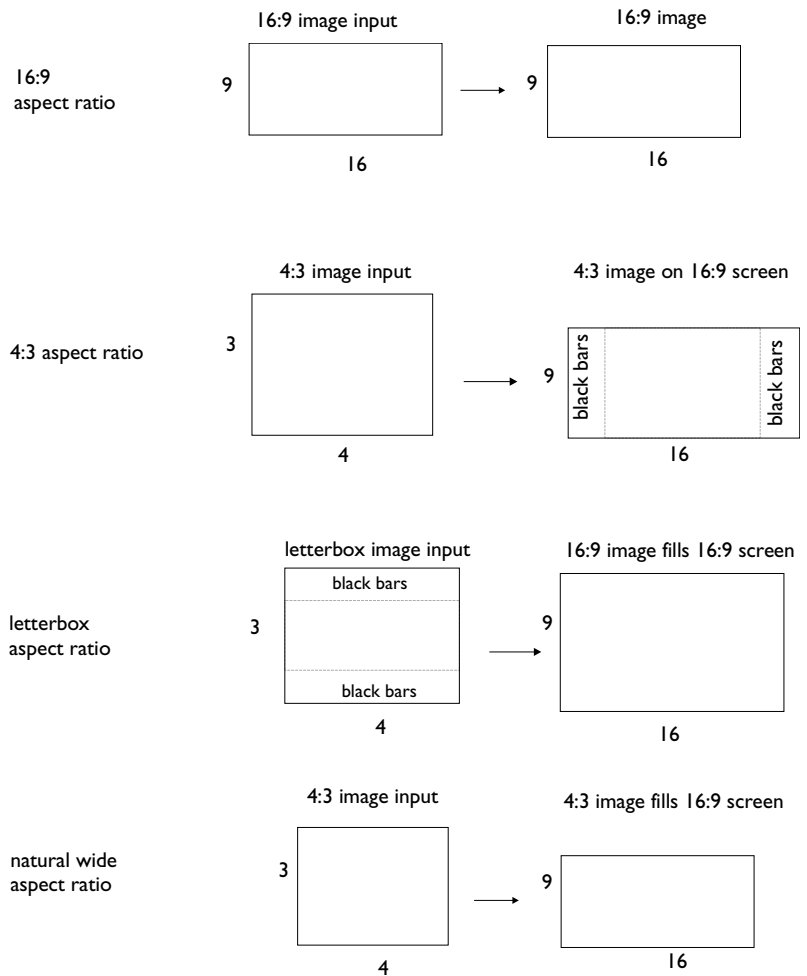 16:9 image input
16:9 image
16:9
aspect ratio
9
9
16
16
4:3 image input
4:3 image on 16:9 screen
4:3 aspect ratio
3
9
black bars
black bars
4
16
letterbox image input
16:9 image fills 16:9 screen
black bars
letterbox
aspect ratio
3
9
black bars
4
16
4:3 image input
4:3 image fills 16:9 screen
natural wide
aspect ratio
3
9
4
16